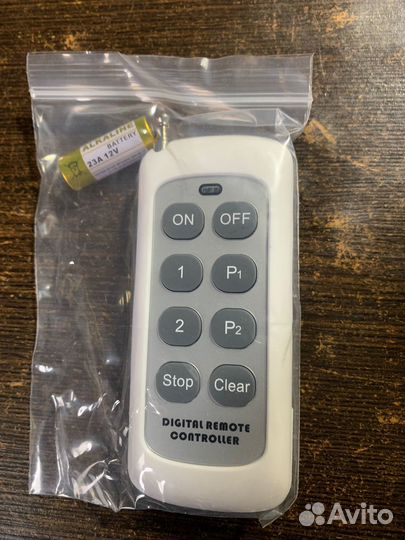 ALKALINE
BATTERY
23A 12V
ON OFF
1 P1
2 P2
Stop Clear
DIGITAL REMOTE
CONTROLLER
Avito